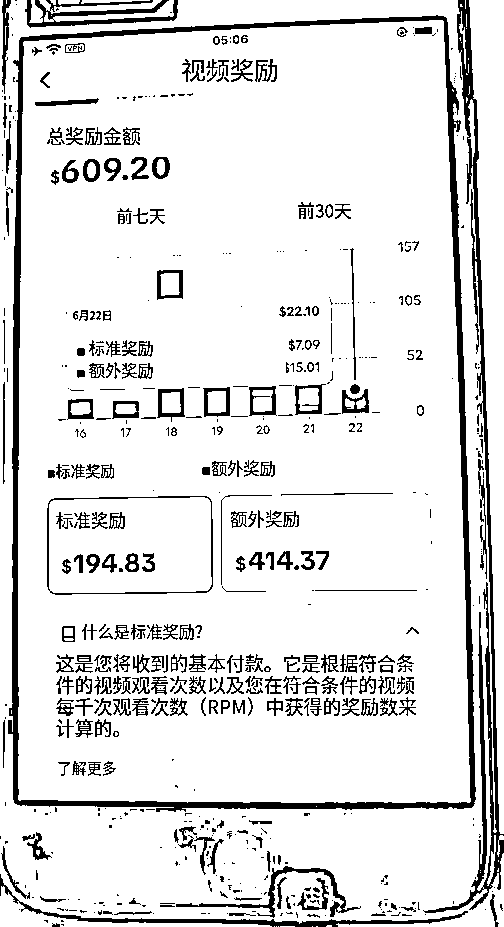 VPN
05:06
视频奖励
总奖励金额
$609.20
前七天
前30天
157
105
52
0
6月22日
$22.10
标准奖励
$7.09
额外奖励
$15.01
16 17 18 19 20 21 22
标准奖励
额外奖励
标准奖励
$194.83
额外奖励
$414.37
什么是标准奖励?
这是您将收到的基本付款。它是根据符合条
件的视频观看次数以及您在符合条件的视频
每千次观看次数（RPM）中获得的奖励数来
计算的。
了解更多